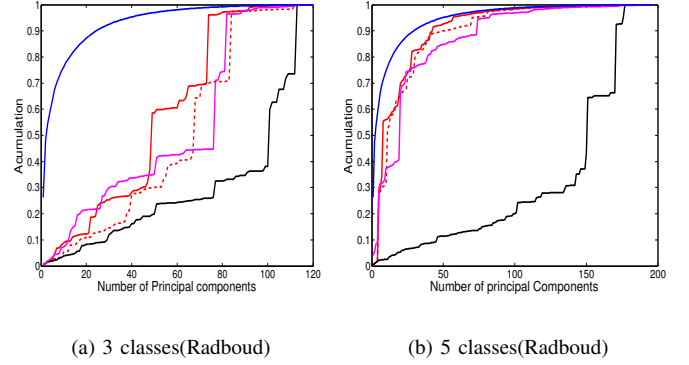 1
0.9
0.8
0.7
0.6
0.5
0.4
0.3
0.2
0.1
0
Acumulation
0 20 40 60 80 100 120
Number of Principal components
(a) 3 classes(Radboud)
1
0.9
0.8
0.7
0.6
0.5
0.4
0.3
0.2
0.1
0
Acumulation
0 50 100 150 200
Number of principal Components
(b) 5 classes(Radboud)